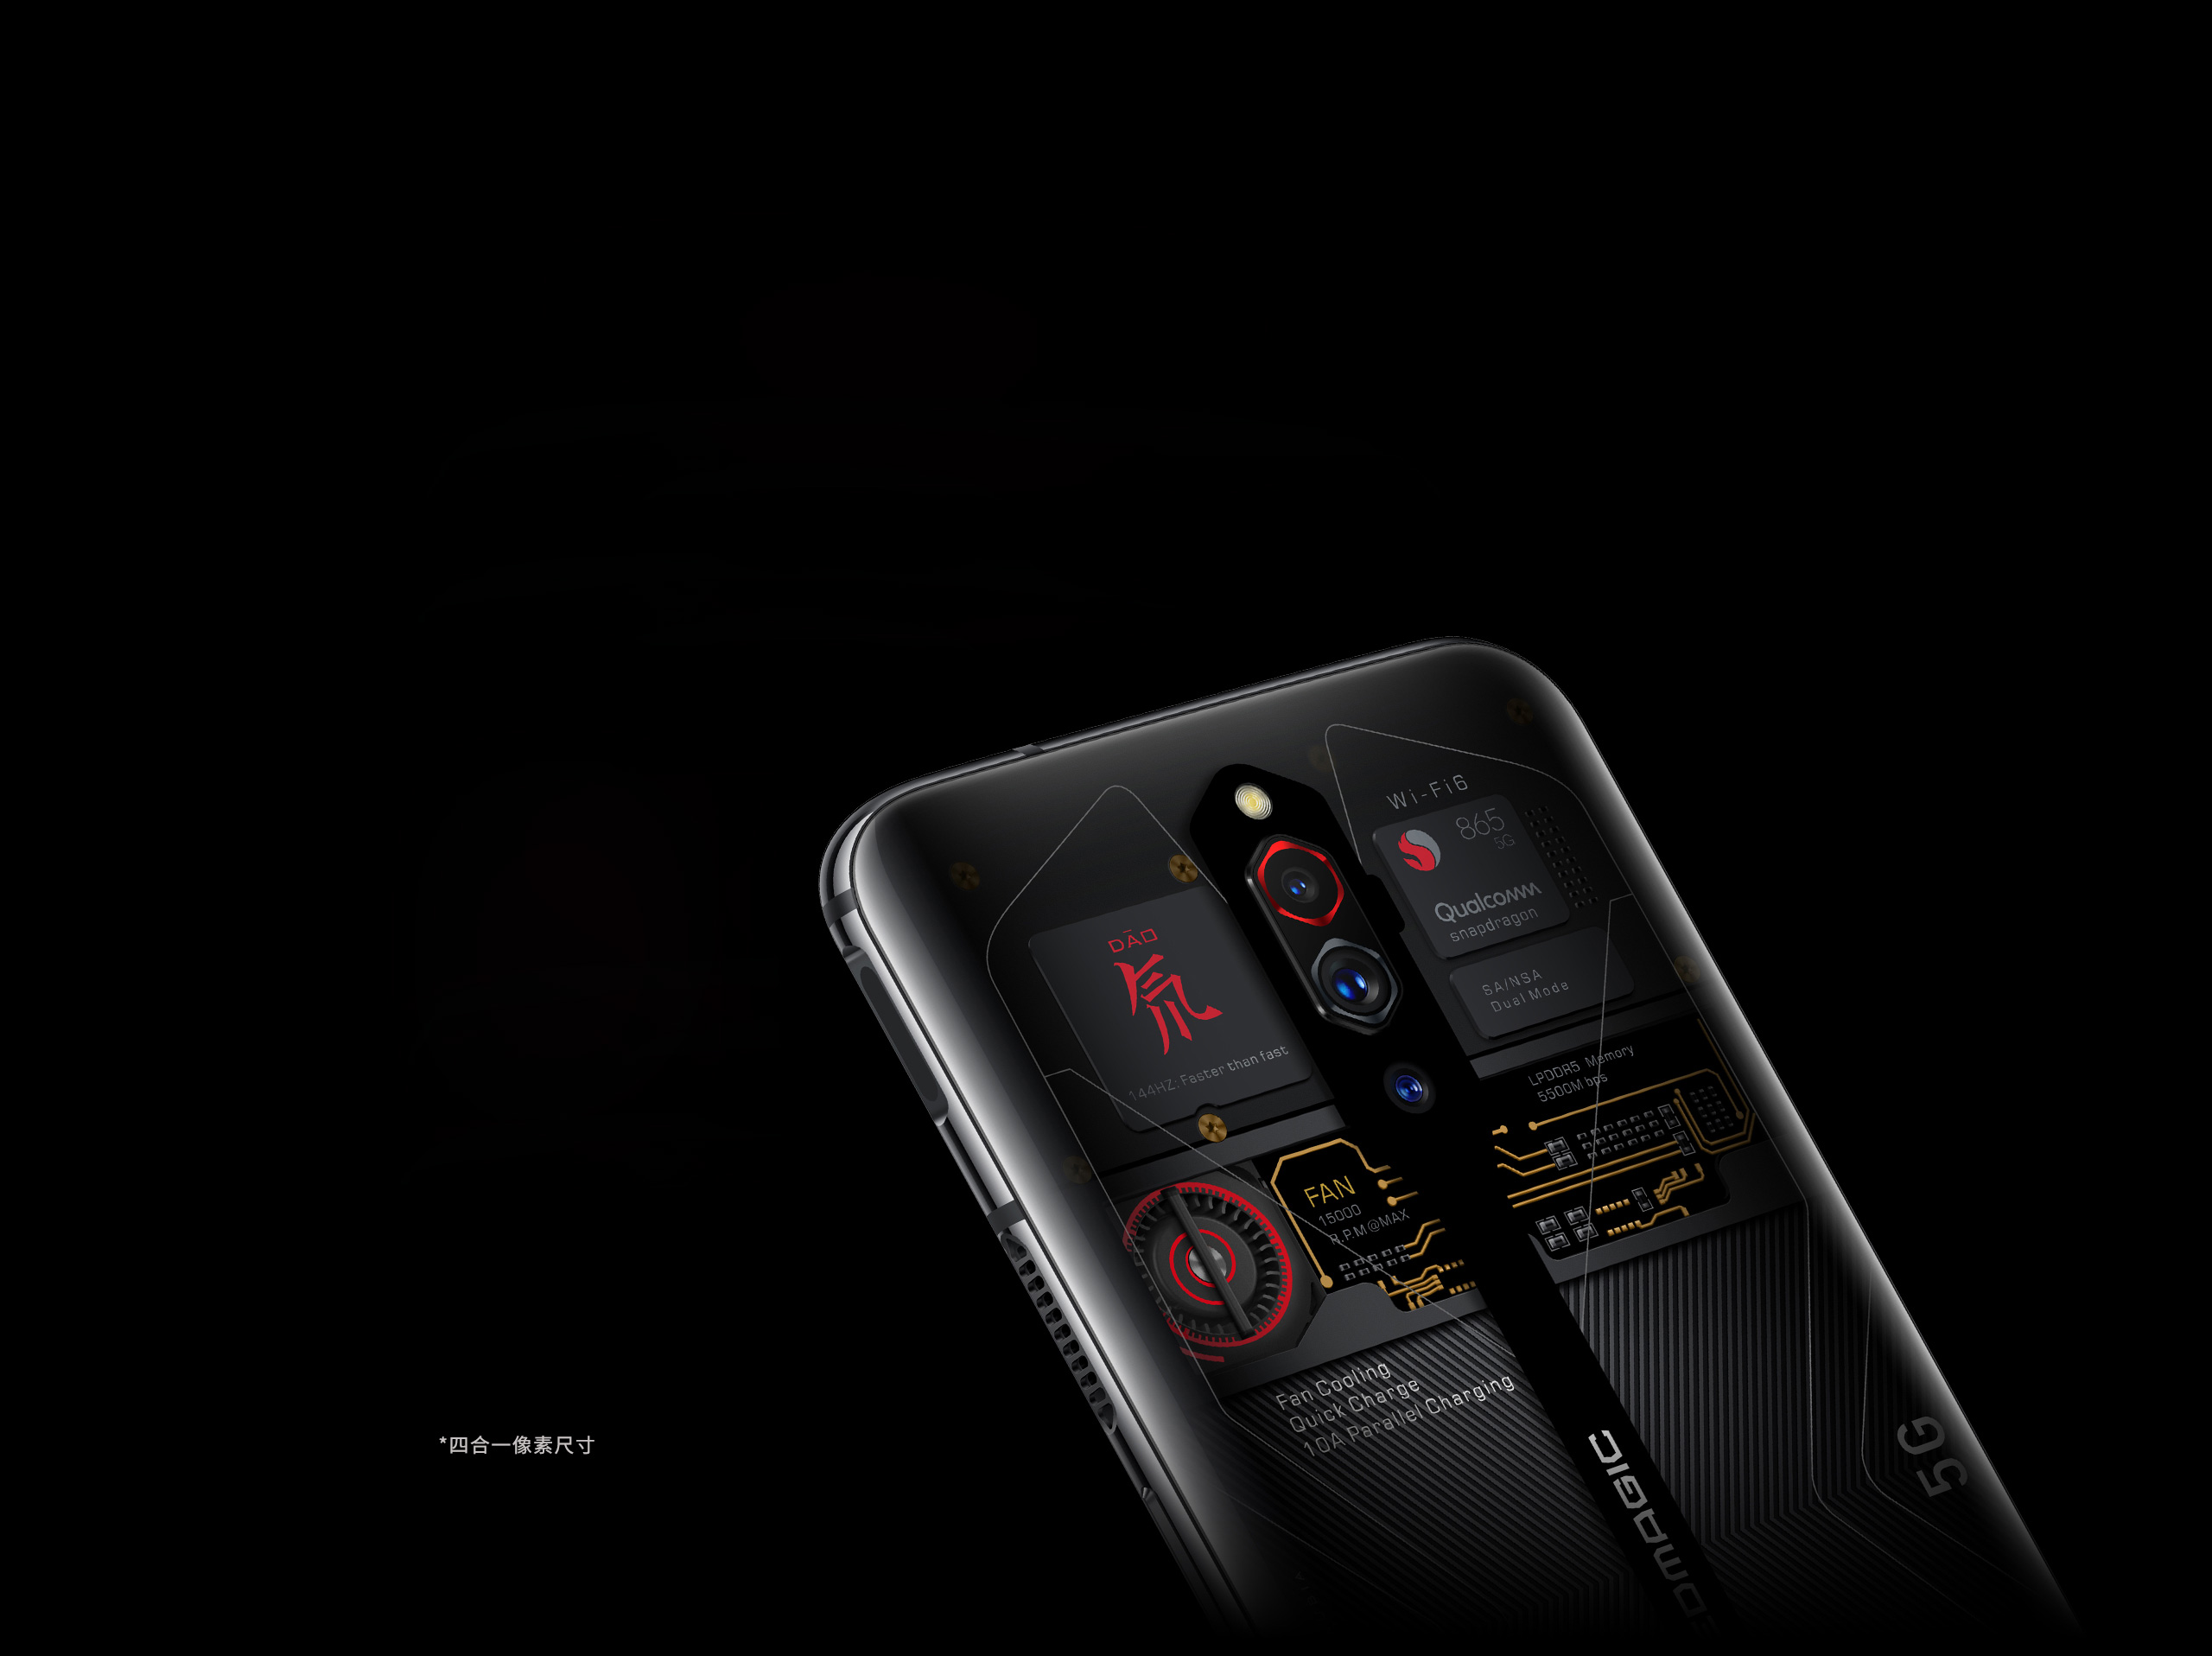 Wi-Fi6
865
5G
Qualcomm
snapdragon
SA/NSA
Dual Mode
DĀO
氘
144HZ: Faster than fast
LPDDR5 Memory
5500M bps
FAN
15000
R.P.M@MAX
Fan Cooling
Quick Charge
10A Parallel Charging
5G
*四合一像素尺寸